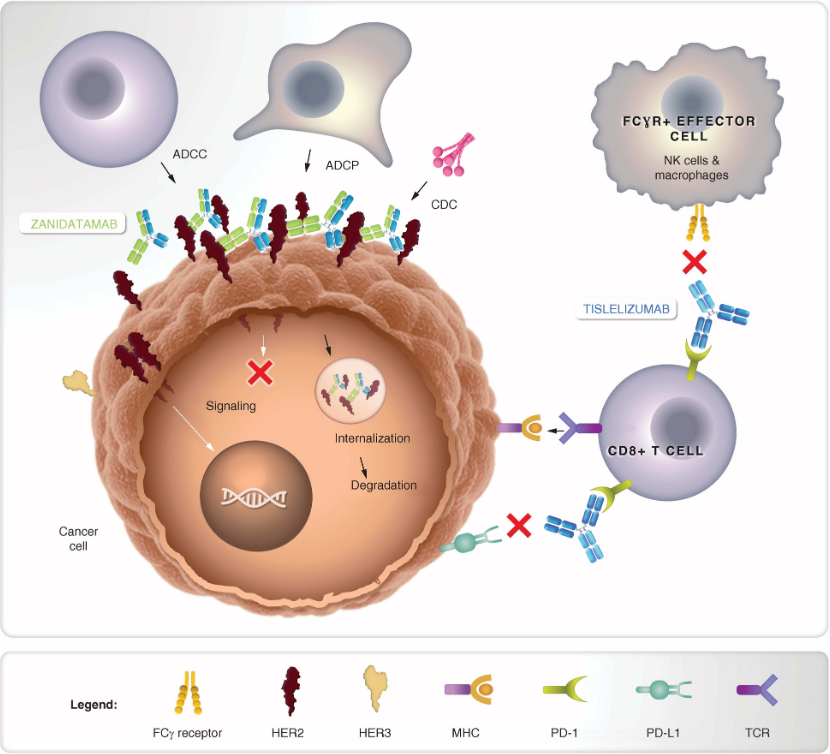 ADCC
ADCP
CDC
ZANIDATAMAB
FCɣR+ EFFECTOR
CELL
NK cells &
macrophages
TISLELIZUMAB
Signaling
Internalization
Degradation
CD8+ T CELL
Cancer
cell
Legend:
FCγ receptor
HER2
HER3
MHC
PD-1
PD-L1
TCR